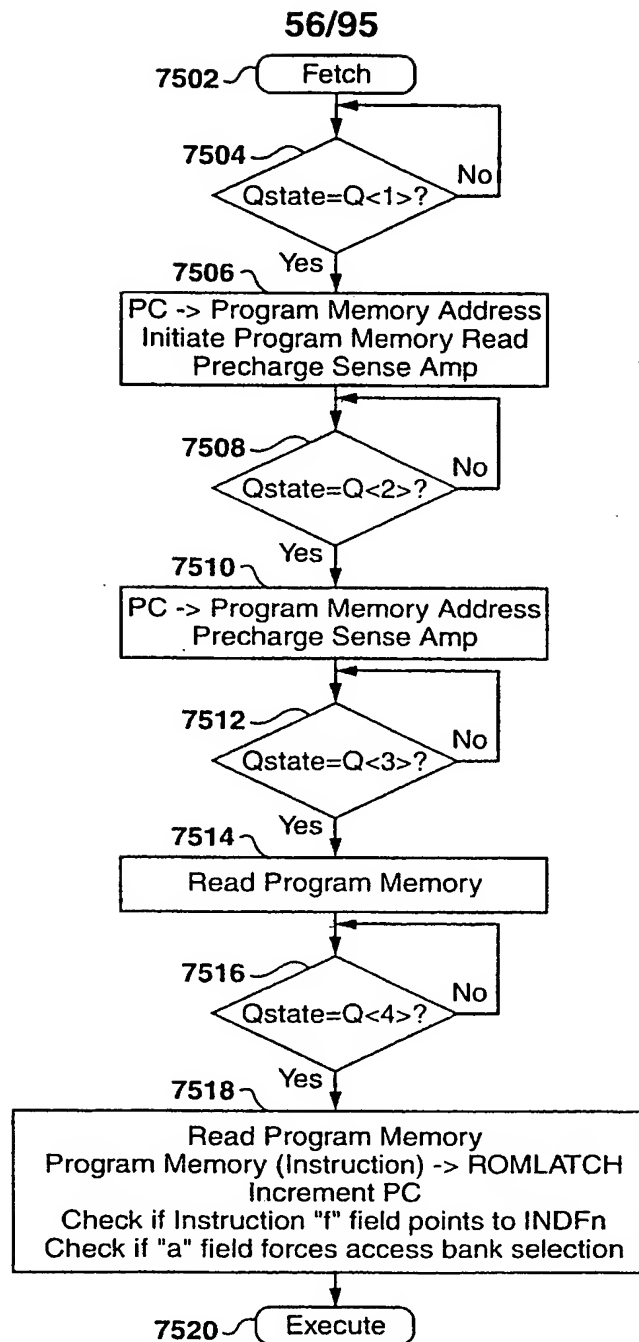 56/95
7502
Fetch
7504
Qstate=Q<1>?
No
Yes
7506
PC -> Program Memory Address
Initiate Program Memory Read
Precharge Sense Amp
7508
Qstate=Q<2>?
No
Yes
7510
PC -> Program Memory Address
Precharge Sense Amp
7512
Qstate=Q<3>?
No
Yes
7514
Read Program Memory
7516
Qstate=Q<4>?
No
Yes
7518
Read Program Memory
Program Memory (Instruction) -> ROMLATCH
Increment PC
Check if Instruction "f" field points to INDFn
Check if "a" field forces access bank selection
7520
Execute